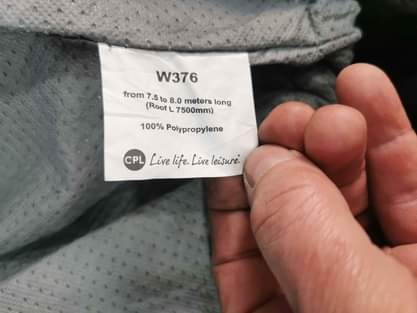 W376
from 7.5 to 8.0 meters long
(Roof L 7500mm)
100% Polypropylene
CPL Live life. Live leisure.